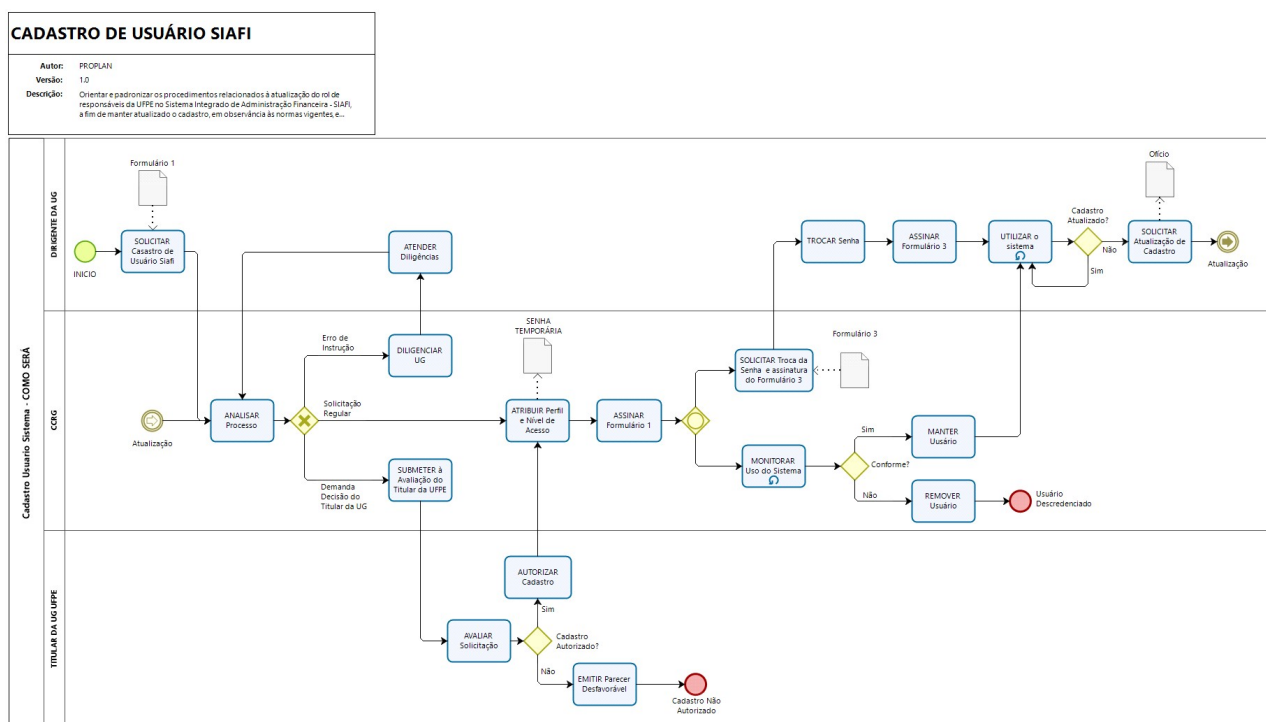 CADASTRO DE USUÁRIO SIAFI
Autor: PROPLAN
Versão: 1.0
Descrição: Orientar e padronizar os procedimentos relacionados à atualização do rol de
responsáveis da UFPE no Sistema Integrado de Administração Financeira - SIAFI,
a fim de manter atualizado o cadastro, em observância às normas vigentes, e...
Cadastro Usuario Sistema - COMO SERÁ
DIRIGENTE DA UG
Formulário 1
INICIO
SOLICITAR
Casastro de
Usuário Siafi
ATENDER
Diligências
TROCAR Senha
ASSINAR
Formulário 3
UTILIZAR o
sistema
Cadastro
Atualizado?
Não
Sim
Ofício
SOLICITAR
Atualização de
Cadastro
Atualização
CCRG
Atualização
ANALISAR
Processo
Erro de
Instrução
DILIGENCIAR
UG
Solicitação
Regular
Demanda
Decisão do
Titular da UG
SUBMETER à
Avaliação do
Titular da UFPE
SENHA
TEMPORÁRIA
ATRIBUIR Perfil
e Nível de
Acesso
ASSINAR
Formulário 1
SOLICITAR Troca da
Senha e assinatura
do Formulário 3
Formulário 3
MONITORAR
Uso do Sistema
Conforme?
Sim
MANTER
Uusário
Não
REMOVER
Usuário
Usuário
Descredenciado
TITULAR DA UG UFPE
AVALIAR
Solicitação
Cadastro
Autorizado?
Sim
AUTORIZAR
Cadastro
Não
EMITIR Parecer
Desfavorável
Cadastro Não
Autorizado